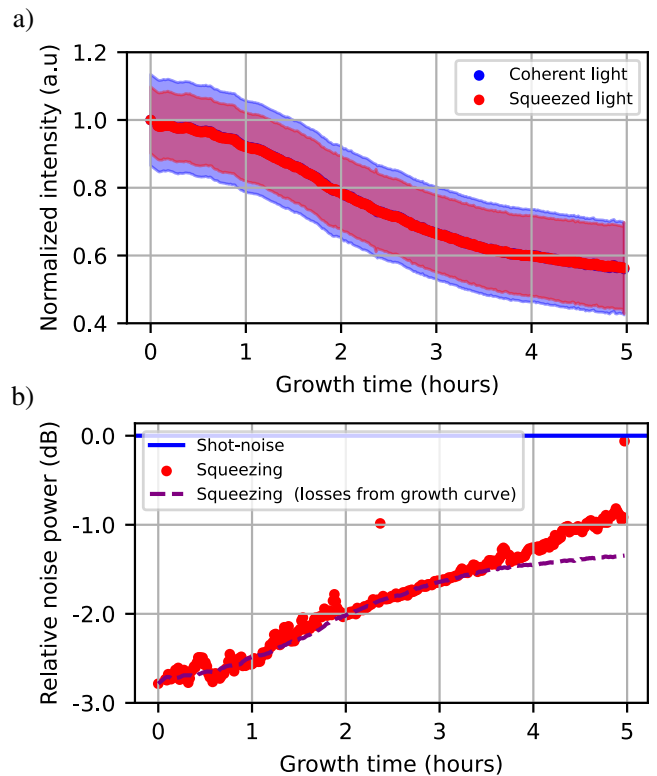 a)
Normalized intensity (a.u)
1.2
1.0
0.8
0.6
0.4
Coherent light
Squeezed light
0 1 2 3 4 5
Growth time (hours)
b)
Relative noise power (dB)
0.0
-1.0
-2.0
-3.0
Shot-noise
Squeezing
Squeezing (losses from growth curve)
0 1 2 3 4 5
Growth time (hours)